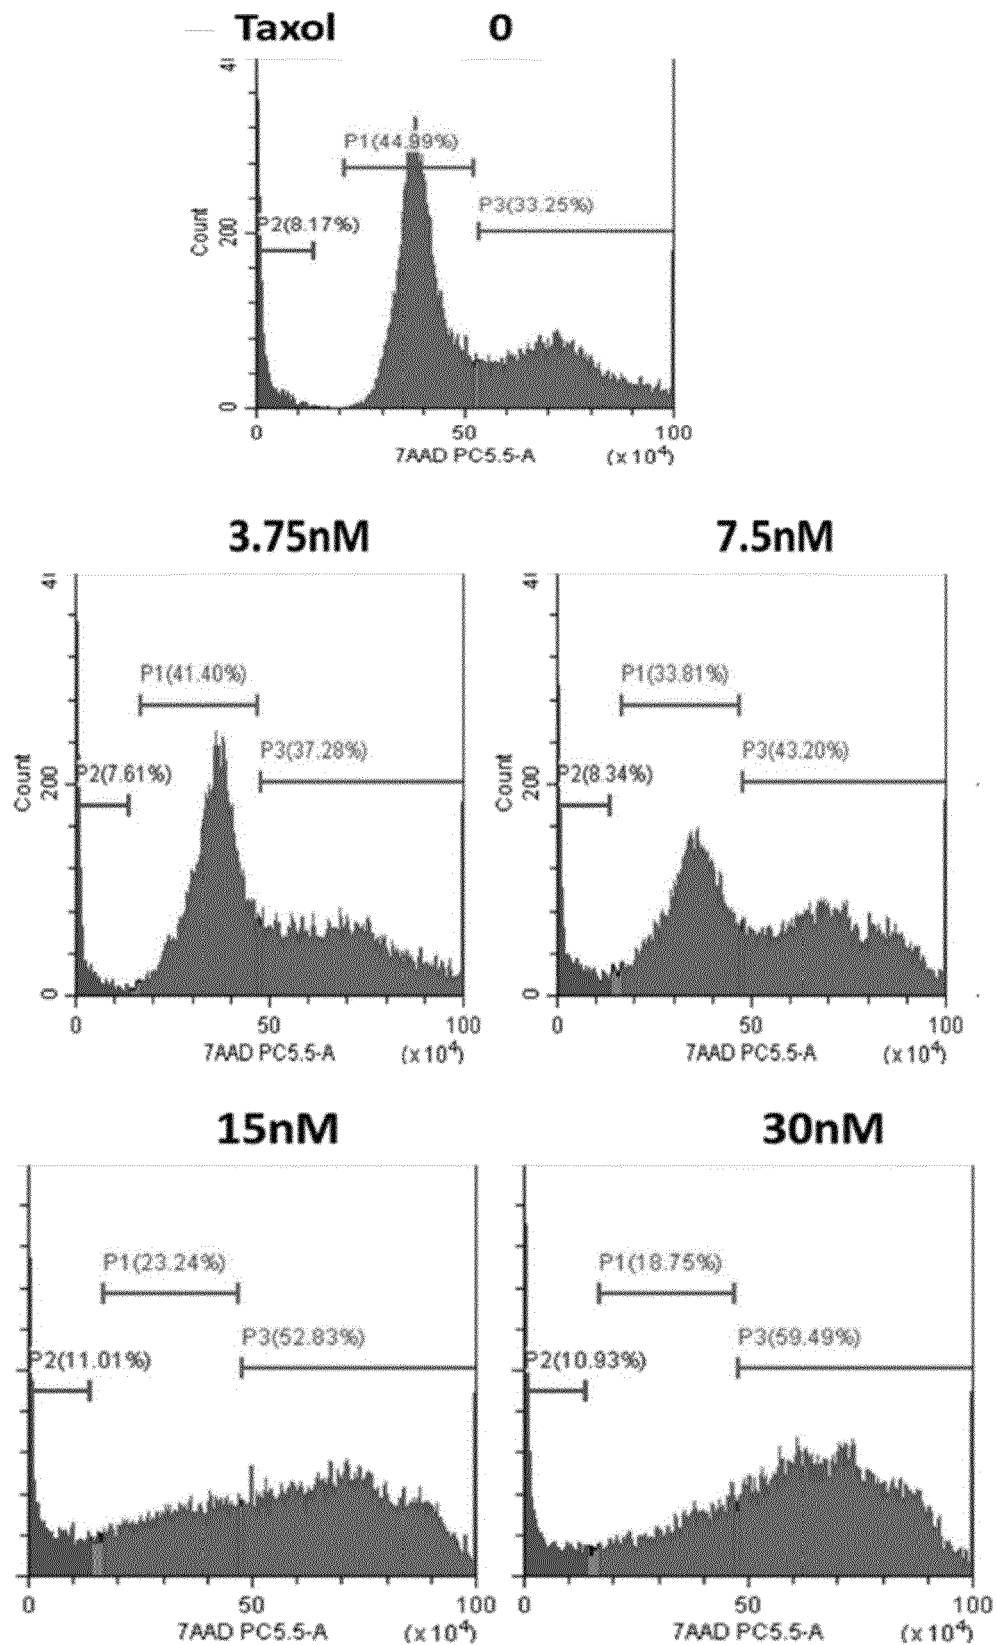 Taxol 0
41
P1(44.99%)
P3(33.25%)
P2(8.17%)
Count
200
0
0 50 100
7AAD PC5.5-A (x10⁴)
3.75nM 7.5nM
41 41
P1(41.40%) P1(33.81%)
P3(37.28%) P3(43.20%)
P2(7.61%) P2(8.34%)
Count Count
200 200
0 0
0 50 100 0 50 100
7AAD PC5.5-A (x10⁴) 7AAD PC5.5-A (x10⁴)
15nM 30nM
P1(23.24%) P1(18.75%)
P3(52.83%) P3(59.49%)
P2(11.01%) P2(10.93%)
0 50 100 0 50 100
7AAD PC5.5-A (x10⁴) 7AAD PC5.5-A (x10⁴)